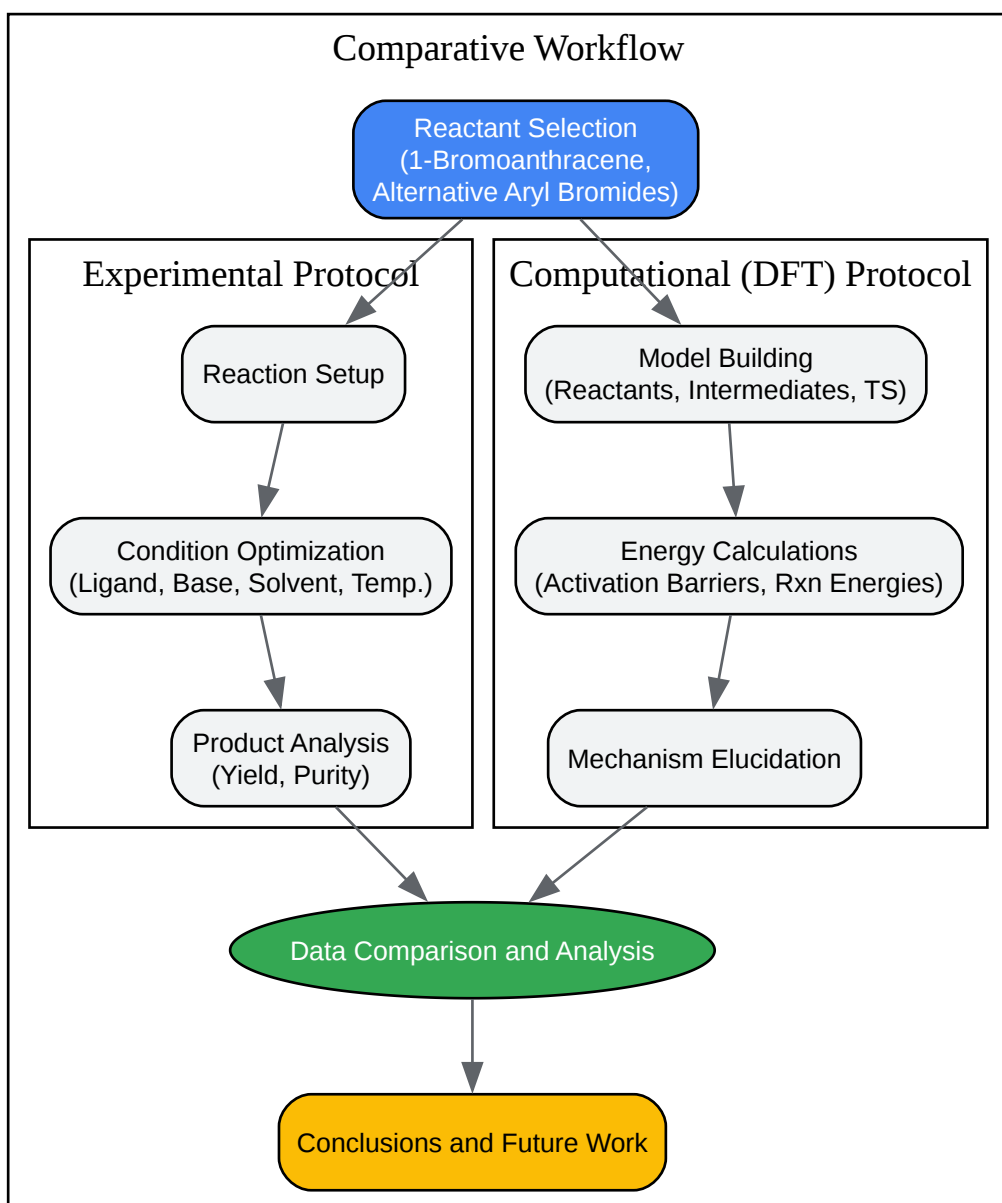 Comparative Workflow
Reactant Selection
(1-Bromoanthracene,
Alternative Aryl Bromides)
Experimental Protocol
Reaction Setup
Condition Optimization
(Ligand, Base, Solvent, Temp.)
Product Analysis
(Yield, Purity)
Computational (DFT) Protocol
Model Building
(Reactants, Intermediates, TS)
Energy Calculations
(Activation Barriers, Rxn Energies)
Mechanism Elucidation
Data Comparison and Analysis
Conclusions and Future Work